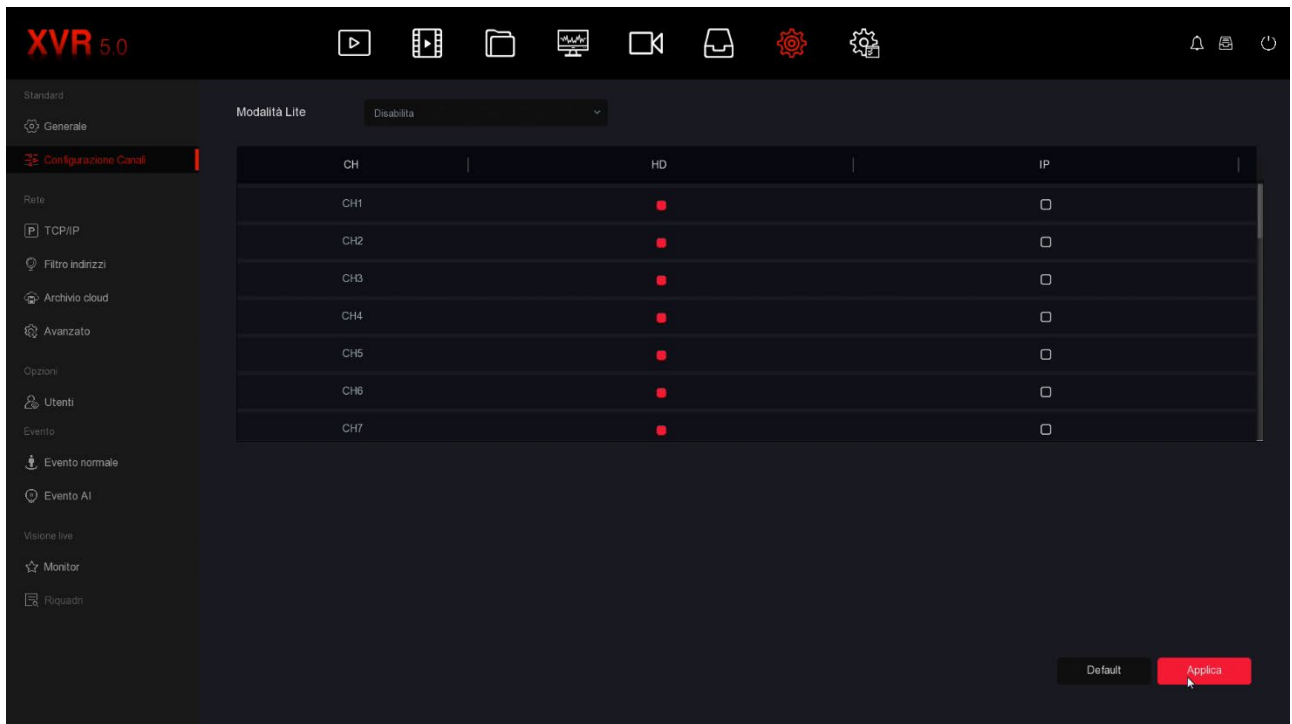 XVR 5.0
Standard
Generale
Configurazione Canali
Rete
P TCP/IP
Filtro indirizzi
Archivio cloud
Avanzato
Opzioni
Utenti
Evento
Evento normale
Evento AI
Visione live
Monitor
Riquadri
Modalità Lite Disabilita
CH HD IP
CH1
CH2
CH3
CH4
CH5
CH6
CH7
Default Applica